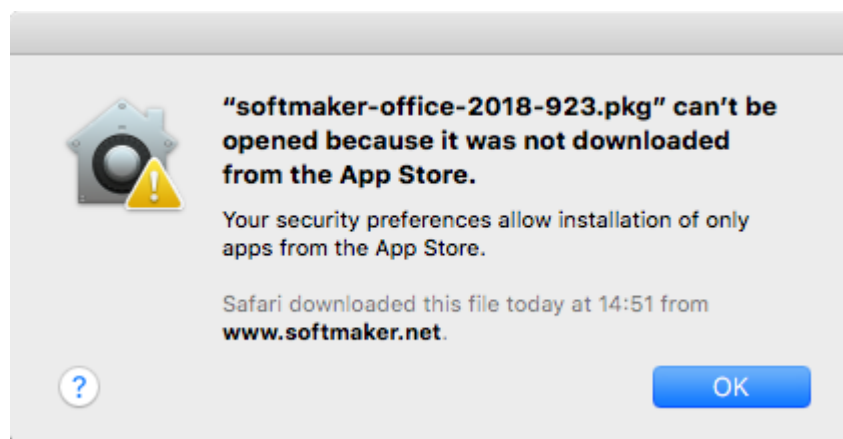 “softmaker-office-2018-923.pkg” can’t be
opened because it was not downloaded
from the App Store.
Your security preferences allow installation of only
apps from the App Store.
Safari downloaded this file today at 14:51 from
www.softmaker.net.
?
OK